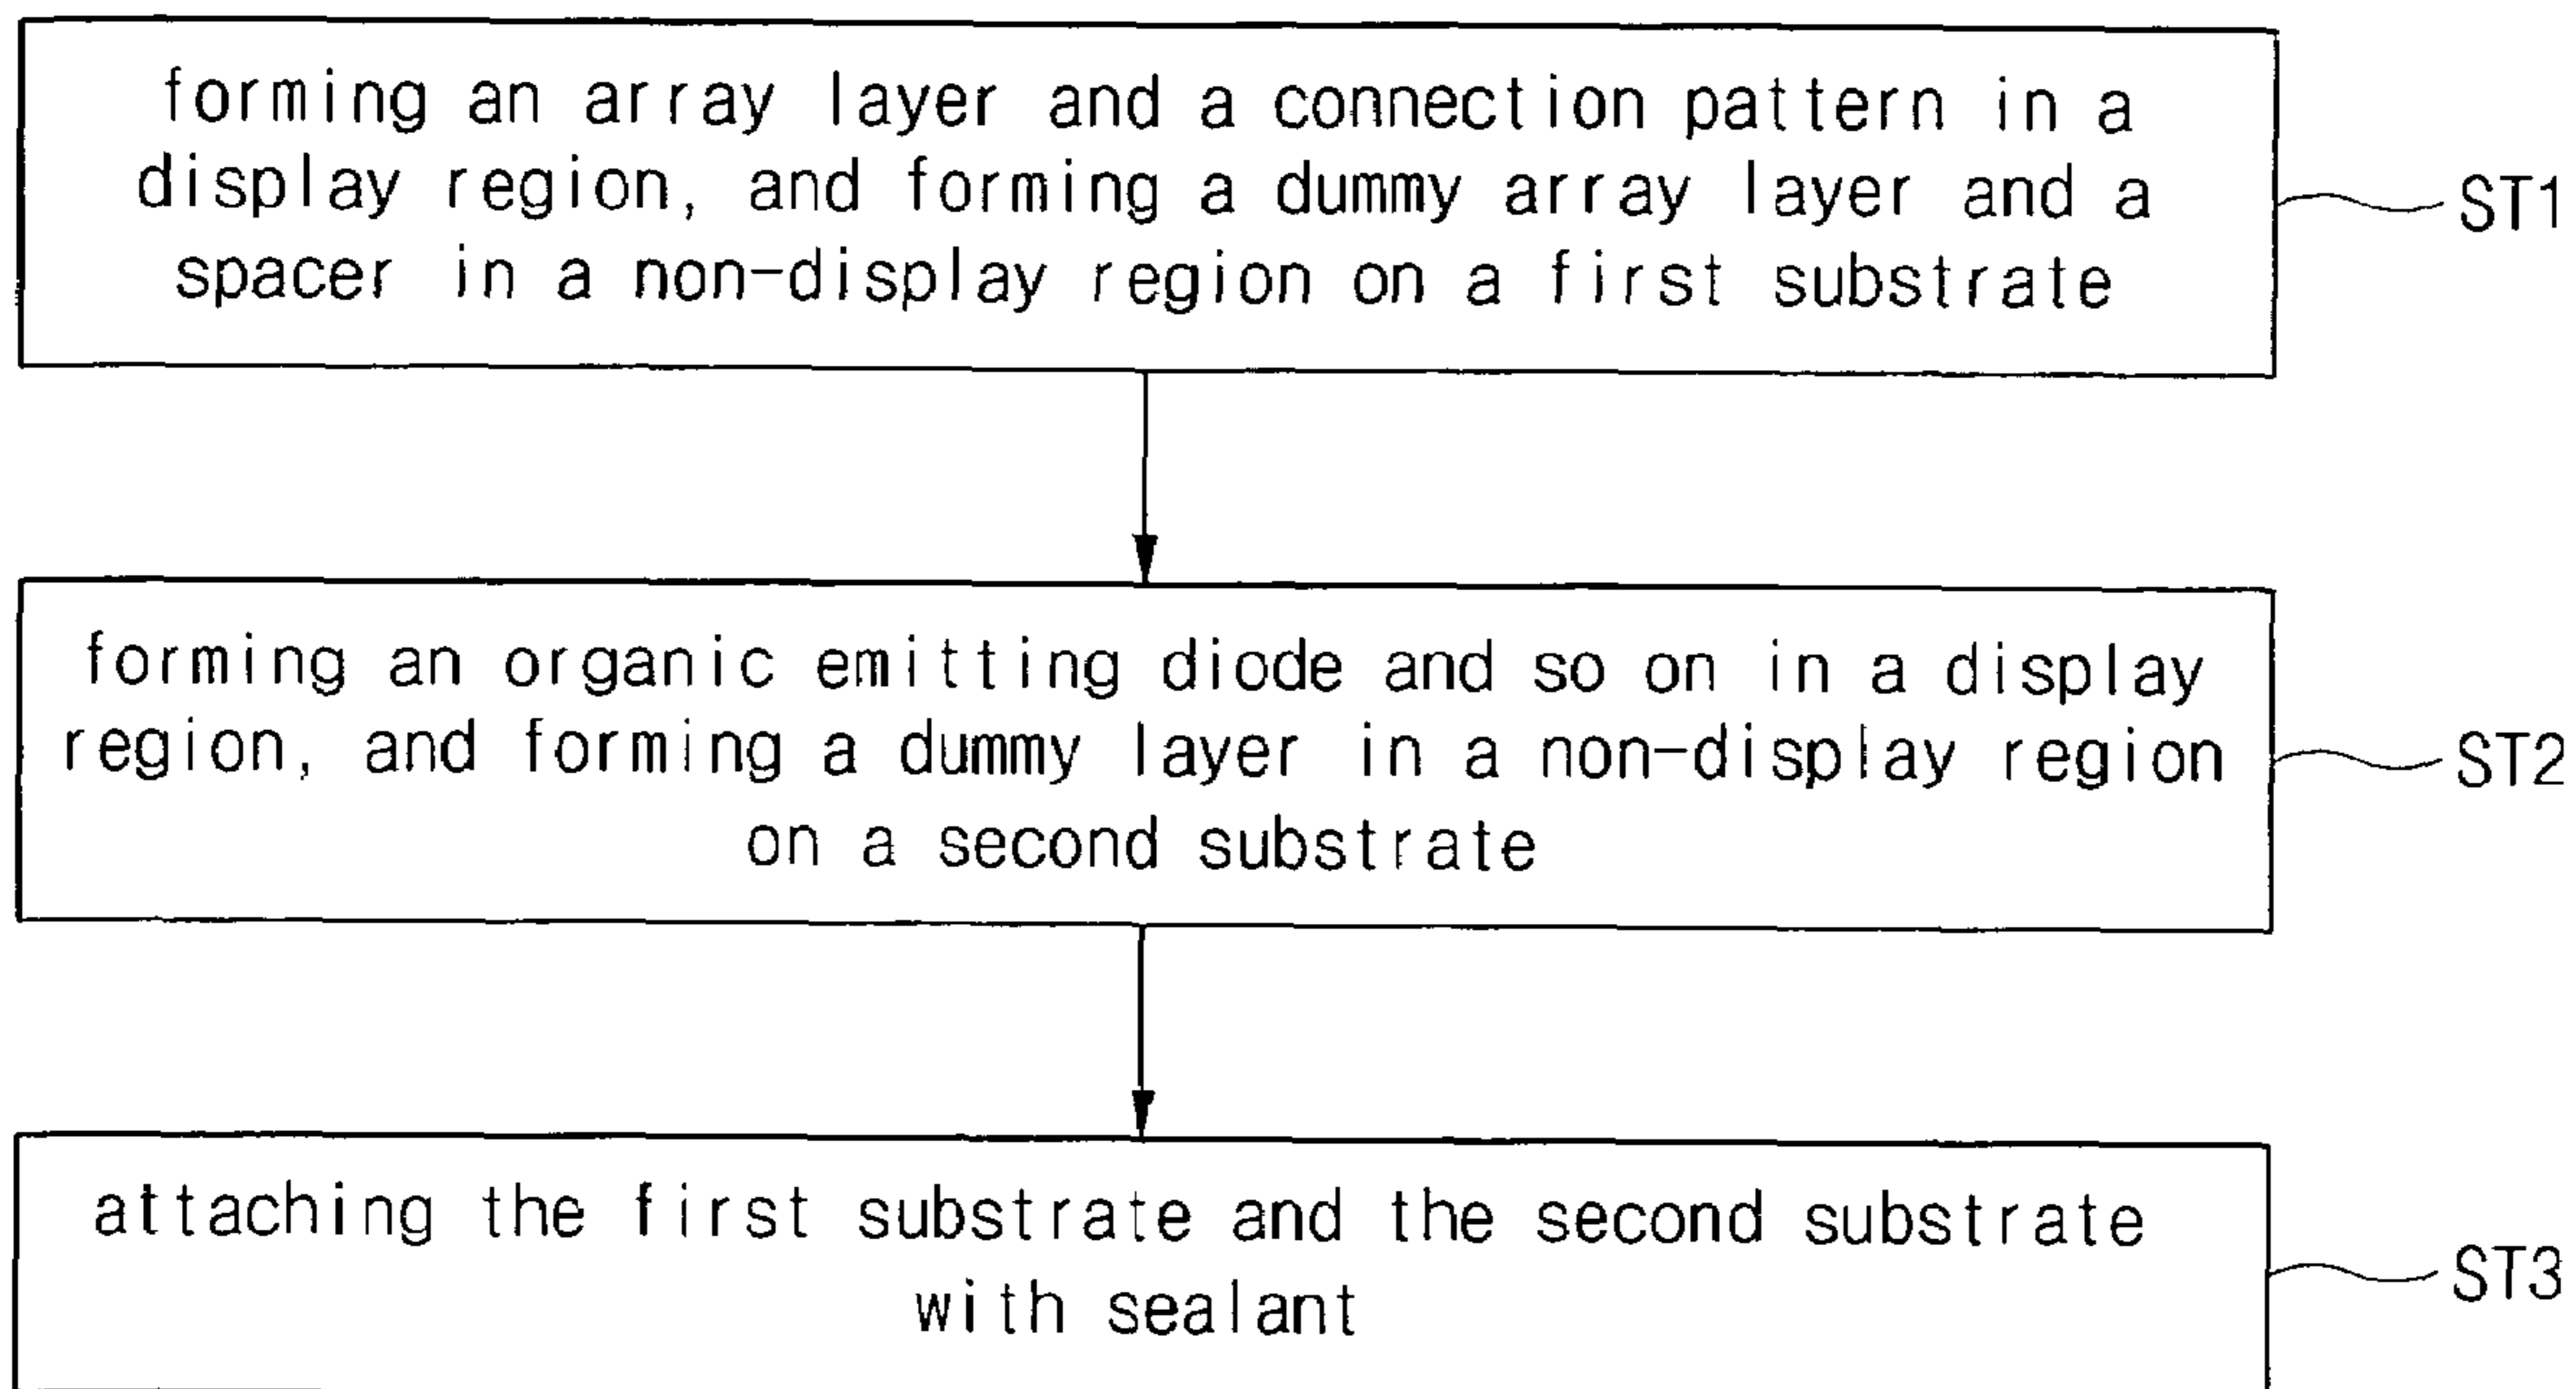 forming an array layer and a connection pattern in a
display region, and forming a dummy array layer and a
spacer in a non-display region on a first substrate
ST1
forming an organic emitting diode and so on in a display
region, and forming a dummy layer in a non-display region
on a second substrate
ST2
attaching the first substrate and the second substrate
with sealant
ST3